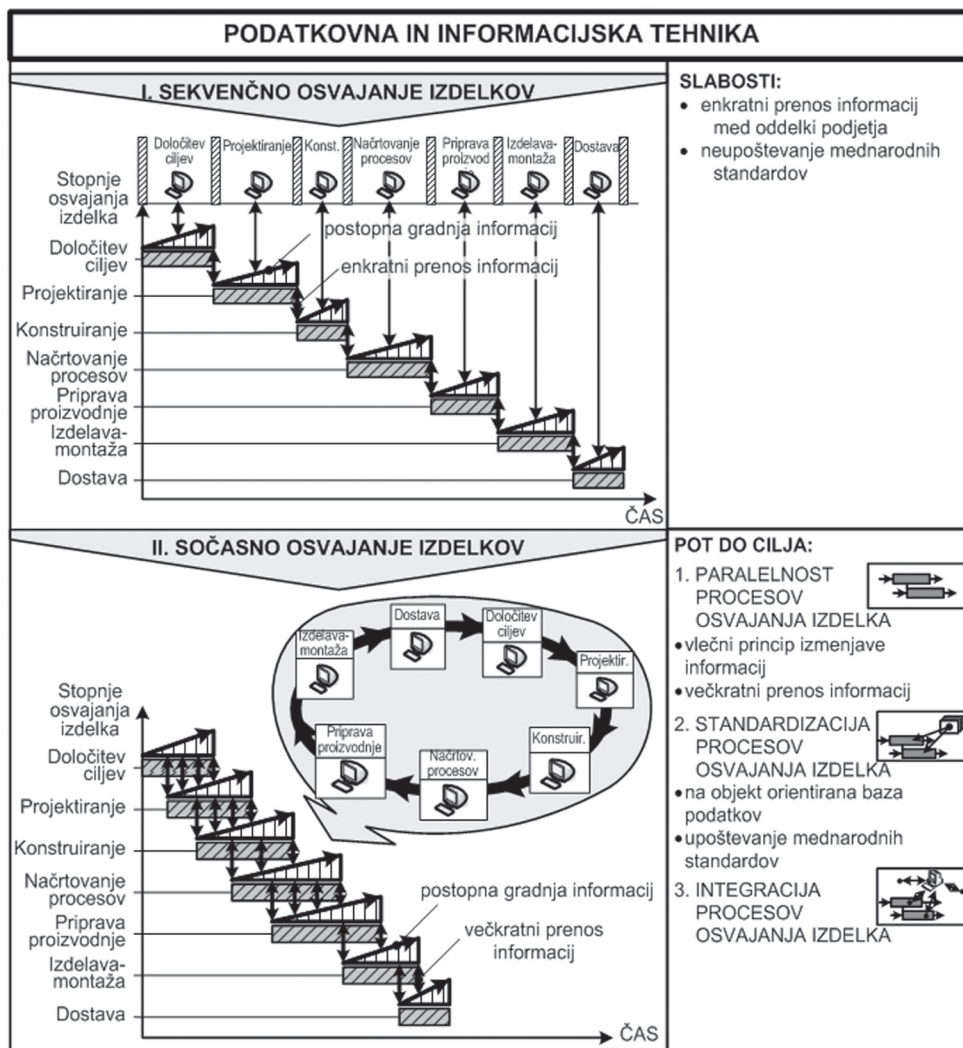 PODATKOVNA IN INFORMACIJSKA TEHNIKA
I. SEKVENČNO OSVAJANJE IZDELKOV
Določitev
ciljev
Projektiranje
Konst.
Načrtovanje
procesov
Priprava
proizvod
Izdelava-
montaža
Dostava
Stopnje
osvajanja
izdelka
postopna gradnja informacij
enkratni prenos informacij
Določitev
ciljev
Projektiranje
Konstruiranje
Načrtovanje
procesov
Priprava
proizvodnje
Izdelava-
montaža
Dostava
ČAS
SLABOSTI:
• enkratni prenos informacij
med oddelki podjetja
• neupoštevanje mednarodnih
standardov
II. SOČASNO OSVAJANJE IZDELKOV
Dostava
Določitev
ciljev
Izdelava-
montaža
Projektir.
Priprava
proizvodnje
Načrtov.
procesov
Konstruir.
Stopnje
osvajanja
izdelka
Določitev
ciljev
Projektiranje
Konstruiranje
Načrtovanje
procesov
Priprava
proizvodnje
Izdelava-
montaža
Dostava
postopna gradnja informacij
večkratni prenos
informacij
ČAS
POT DO CILJA:
1. PARALELNOST
PROCESOV
OSVAJANJA IZDELKA
• vlečni princip izmenjave
informacij
• večkratni prenos informacij
2. STANDARDIZACIJA
PROCESOV
OSVAJANJA IZDELKA
• na objekt orientirana baza
podatkov
• upoštevanje mednarodnih
standardov
3. INTEGRACIJA
PROCESOV
OSVAJANJA IZDELKA